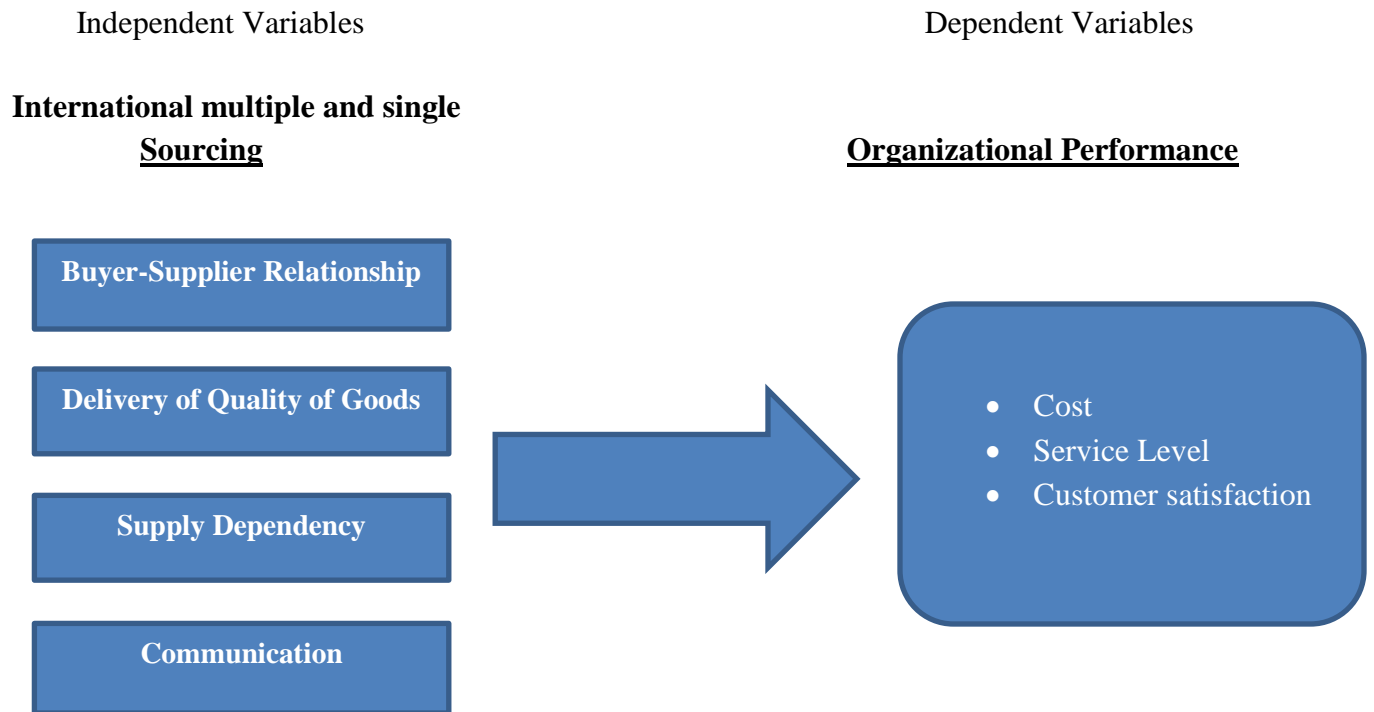 Independent Variables
Dependent Variables
International multiple and single
Sourcing
Organizational Performance
Buyer-Supplier Relationship
Delivery of Quality of Goods
Supply Dependency
Communication
• Cost
• Service Level
• Customer satisfaction